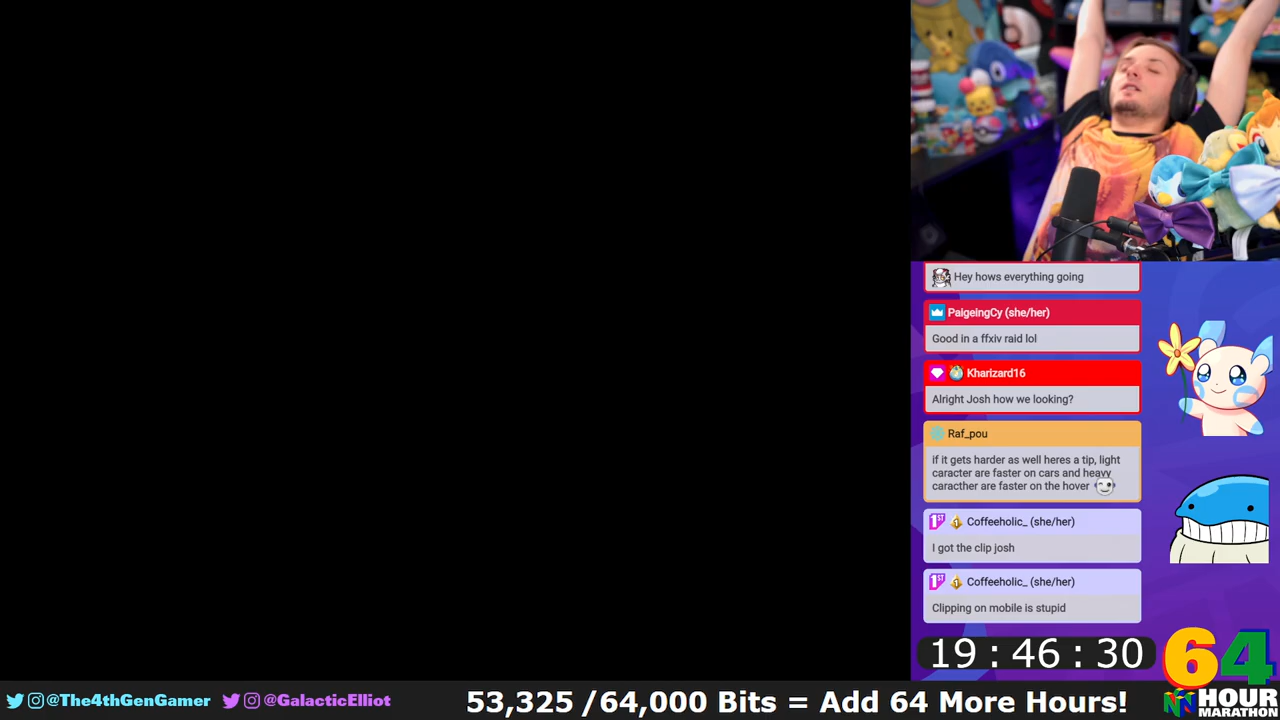 Hey hows everything going
PaigeingCy (she/her)
Good in a ffxiv raid lol
Kharizard16
Alright Josh how we looking?
Raf_pou
if it gets harder as well heres a tip, light
caracter are faster on cars and heavy
caracther are faster on the hover
1ST Coffeeholic_ (she/her)
I got the clip josh
1ST Coffeeholic_ (she/her)
Clipping on mobile is stupid
19 : 46 : 30
64
HOUR
MARATHON
@The4thGenGamer
@GalacticElliot
53,325 /64,000 Bits = Add 64 More Hours!